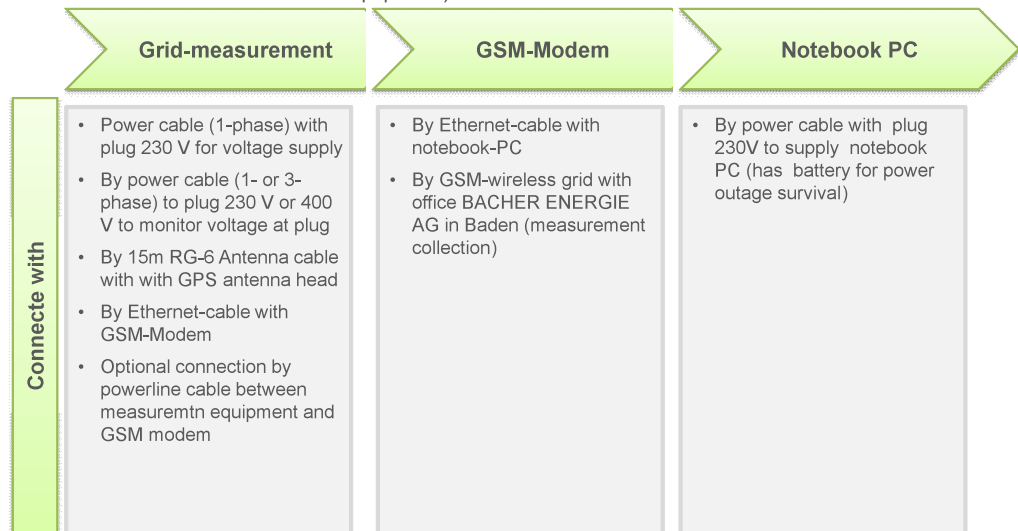 Grid-measurement
GSM-Modem
Notebook PC
Connecte with
• Power cable (1-phase) with
plug 230 V for voltage supply
• By power cable (1- or 3-
phase) to plug 230 V or 400
V to monitor voltage at plug
• By 15m RG-6 Antenna cable
with with GPS antenna head
• By Ethernet-cable with
GSM-Modem
• Optional connection by
powerline cable between
measuremtn equipment and
GSM modem
• By Ethernet-cable with
notebook-PC
• By GSM-wireless grid with
office BACHER ENERGIE
AG in Baden (measurement
collection)
• By power cable with plug
230V to supply notebook
PC (has battery for power
outage survival)